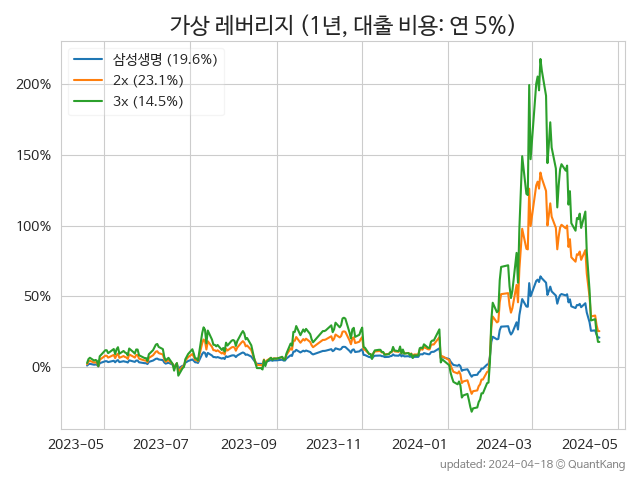 가상 레버리지 (1년, 대출 비용: 연 5%)
삼성생명 (19.6%)
2x (23.1%)
3x (14.5%)
200%
150%
100%
50%
0%
2023-05 2023-07 2023-09 2023-11 2024-01 2024-03 2024-05
updated: 2024-04-18 © QuantKang